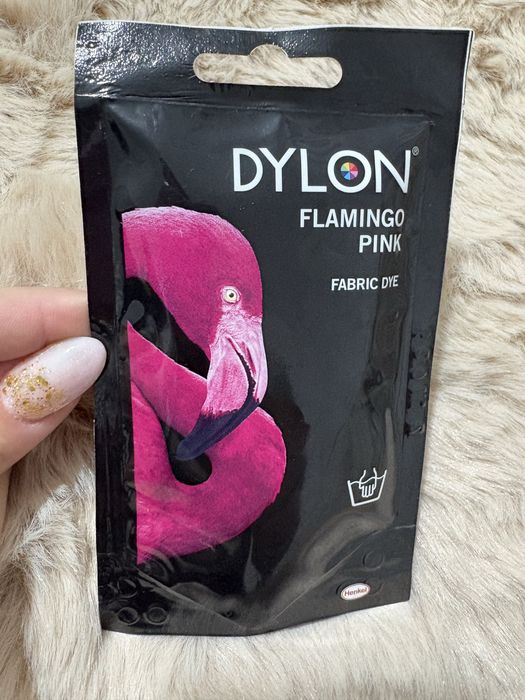 DYLON®
FLAMINGO
PINK
FABRIC DYE
Henkel